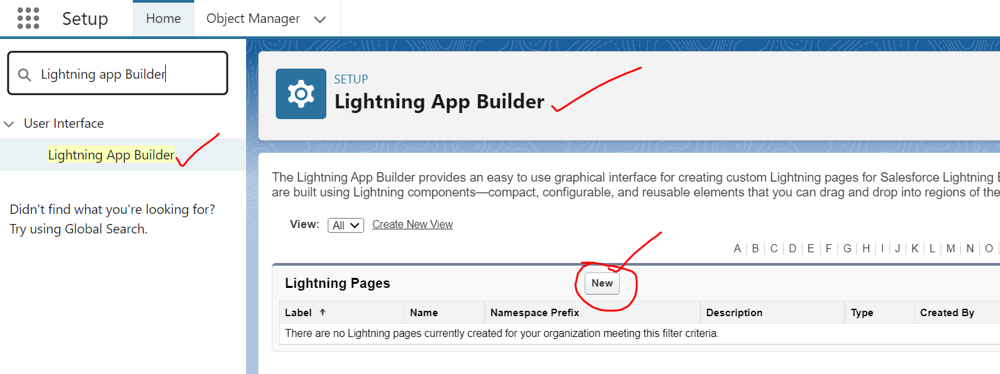 Setup Home Object Manager
Lightning app Builder
User Interface
Lightning App Builder
Didn't find what you're looking for?
Try using Global Search.
SETUP
Lightning App Builder
The Lightning App Builder provides an easy to use graphical interface for creating custom Lightning pages for Salesforce Lightning
are built using Lightning components—compact, configurable, and reusable elements that you can drag and drop into regions of the
View: All Create New View
A B C D E F G H I J K L M N O
Lightning Pages New
Label Name Namespace Prefix Description Type Created By
There are no Lightning pages currently created for your organization meeting this filter criteria.